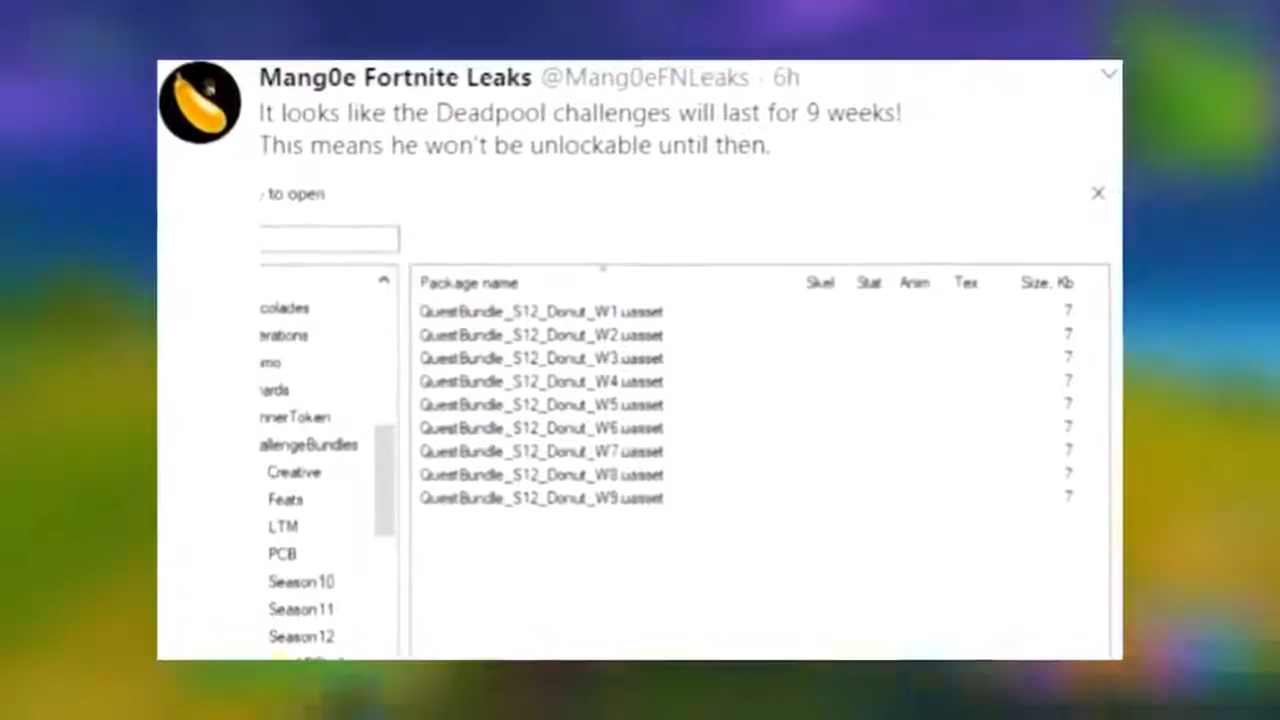 Mang0e Fortnite Leaks @Mang0eFNLeaks · 6h
It looks like the Deadpool challenges will last for 9 weeks!
This means he won't be unlockable until then.
to open
Package name Skel Stat Anim Tex Size, Kb
colades
QuestBundle_S12_Donut_W1.uasset 7
erations
QuestBundle_S12_Donut_W2.uasset 7
mo
QuestBundle_S12_Donut_W3.uasset 7
QuestBundle_S12_Donut_W4.uasset 7
ards
QuestBundle_S12_Donut_W5.uasset 7
nnerToken
QuestBundle_S12_Donut_W6.uasset 7
allengeBundles
QuestBundle_S12_Donut_W7.uasset 7
Creative
QuestBundle_S12_Donut_W8.uasset 7
Feats
QuestBundle_S12_Donut_W9.uasset 7
LTM
PCB
Season10
Season11
Season12